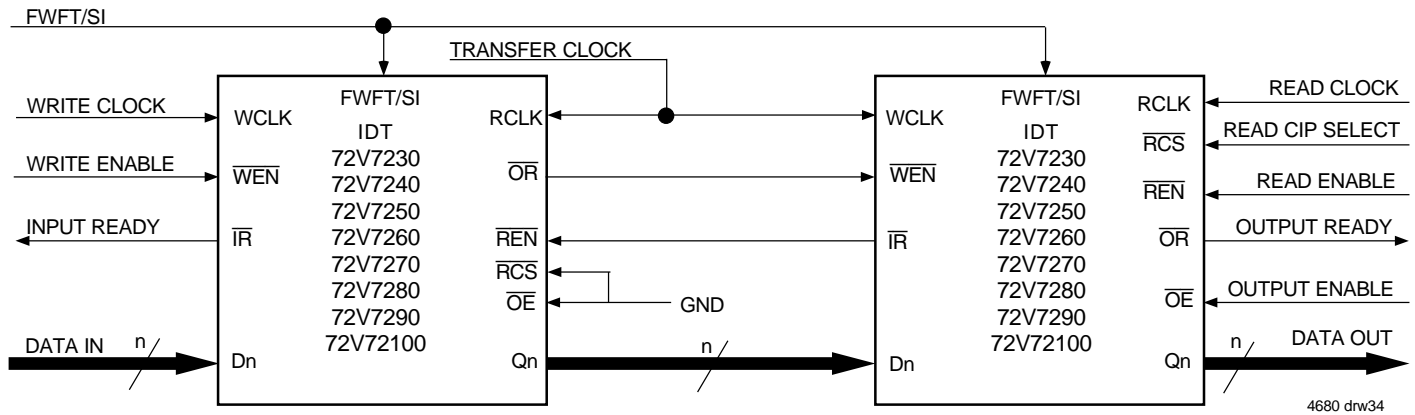 FWFT/SI
TRANSFER CLOCK
WRITE CLOCK
WRITE ENABLE
INPUT READY
DATA IN
n
FWFT/SI
IDT
72V7230
72V7240
72V7250
72V7260
72V7270
72V7280
72V7290
72V72100
WCLK
WEN
IR
Dn
RCLK
OR
REN
RCS
OE
Qn
GND
n
FWFT/SI
IDT
72V7230
72V7240
72V7250
72V7260
72V7270
72V7280
72V7290
72V72100
WCLK
WEN
IR
Dn
RCLK
RCS
REN
OR
OE
Qn
READ CLOCK
READ CIP SELECT
READ ENABLE
OUTPUT READY
OUTPUT ENABLE
DATA OUT
n
4680 drw34